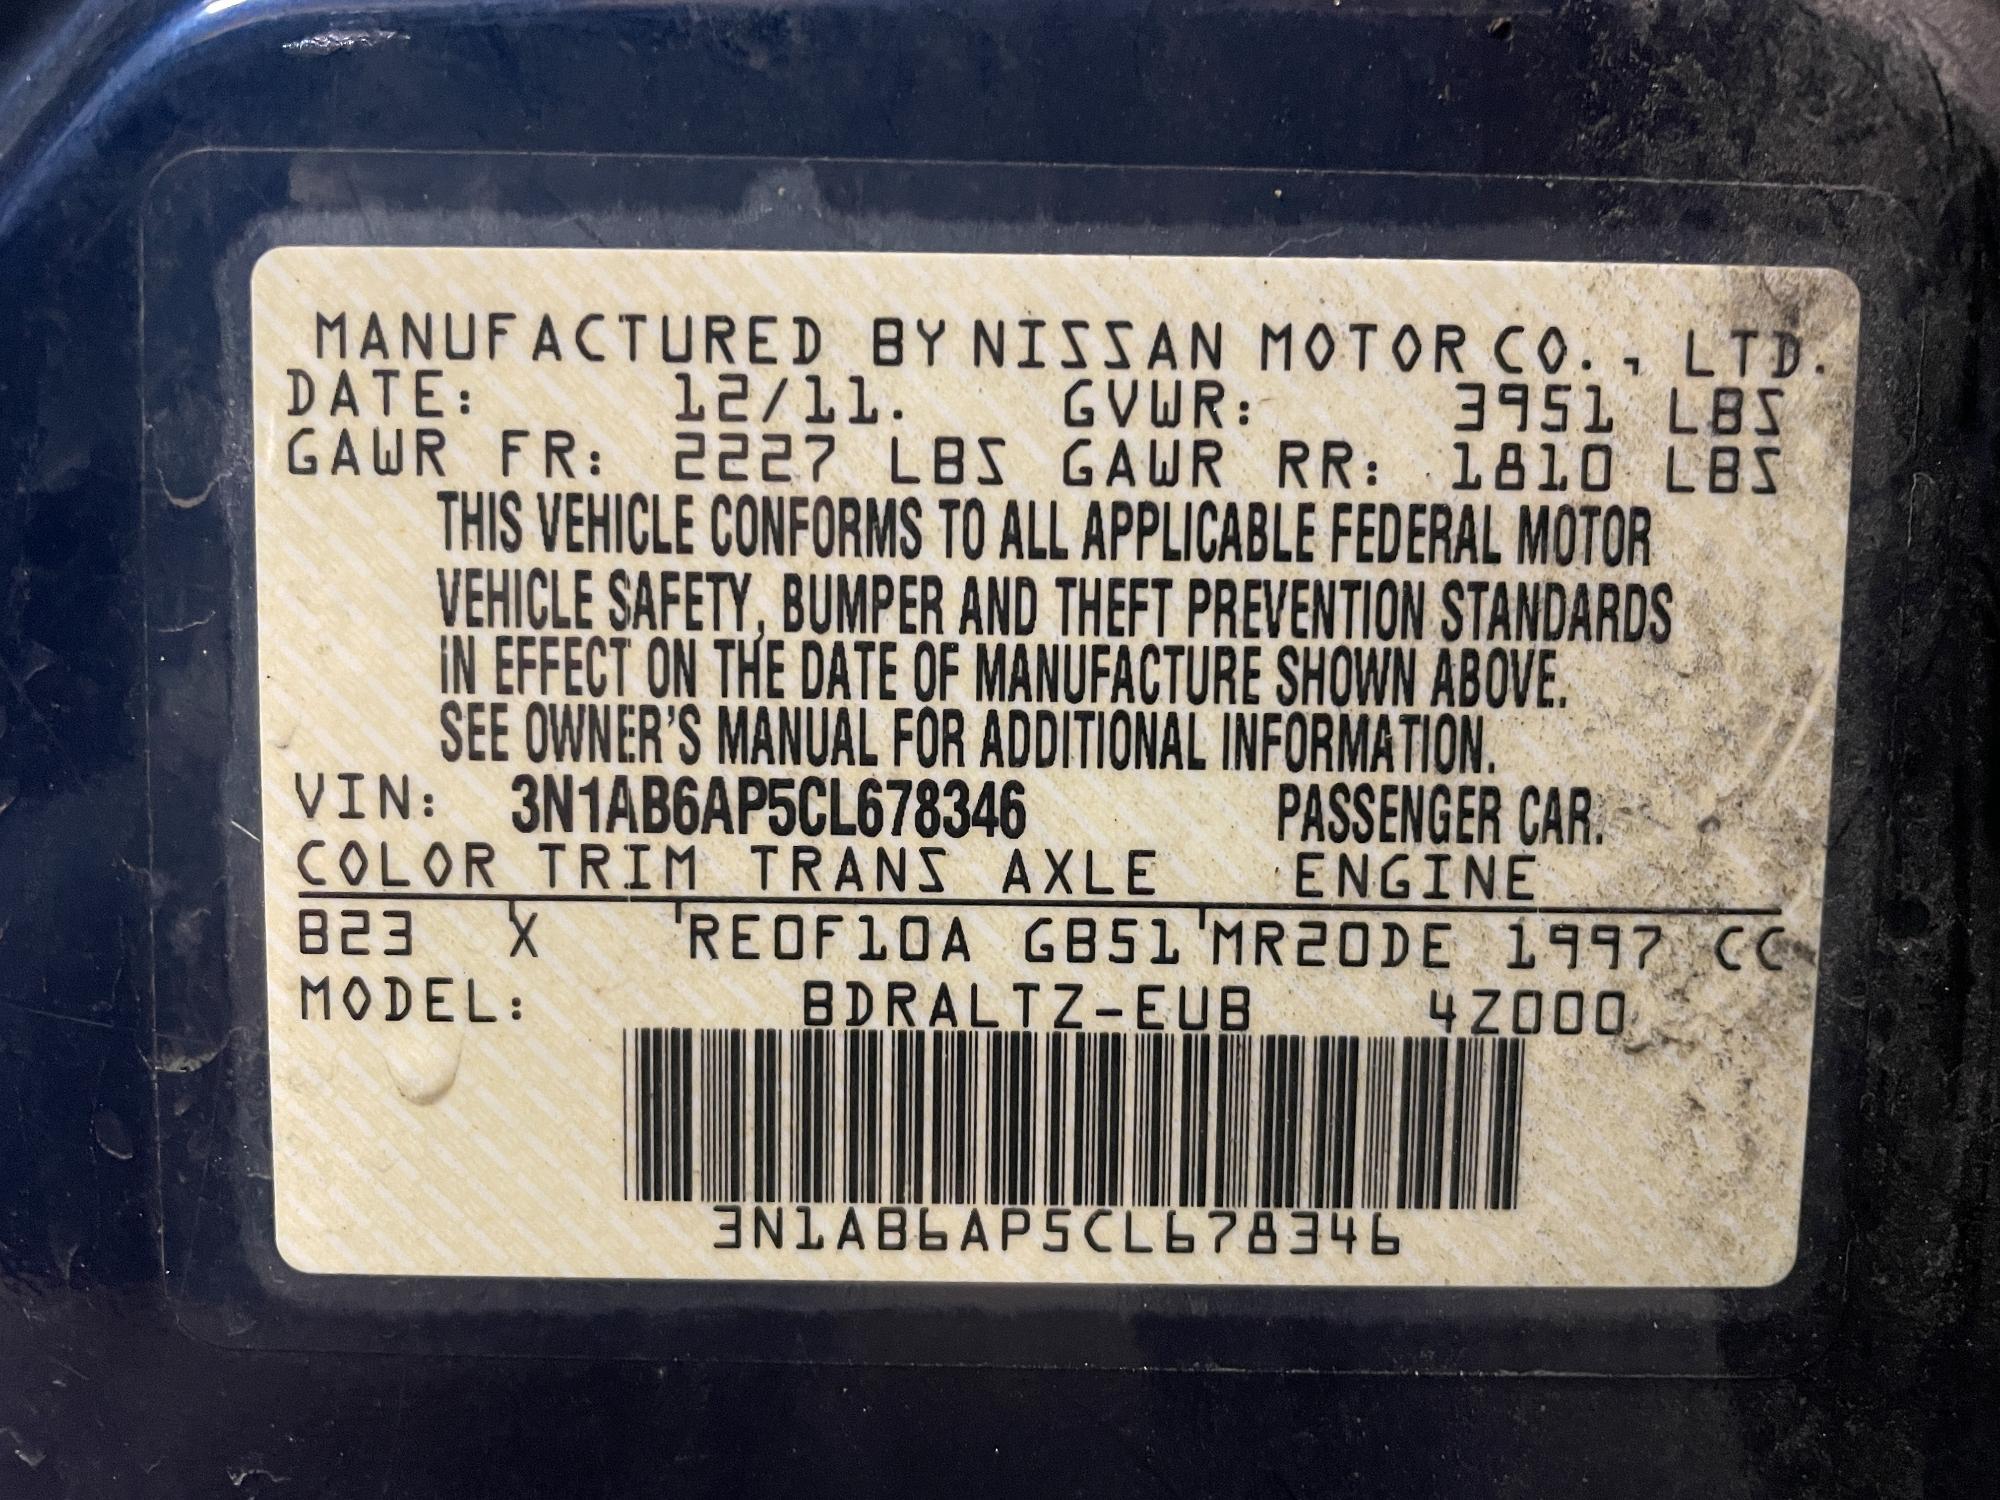 MANUFACTURED BY NISSAN MOTOR CO., LTD.
DATE: 12/11. GVWR: 3951 LBS
GAWR FR: 2227 LBS GAWR RR: 1810 LBS
THIS VEHICLE CONFORMS TO ALL APPLICABLE FEDERAL MOTOR
VEHICLE SAFETY, BUMPER AND THEFT PREVENTION STANDARDS
IN EFFECT ON THE DATE OF MANUFACTURE SHOWN ABOVE.
SEE OWNER'S MANUAL FOR ADDITIONAL INFORMATION.
VIN: 3N1AB6AP5CL678346 PASSENGER CAR.
COLOR TRIM TRANS AXLE ENGINE
B23 X RE0F10A GB51 MR20DE 1997 CC
MODEL: BDRALTZ-EUB 4Z000
3N1AB6AP5CL678346